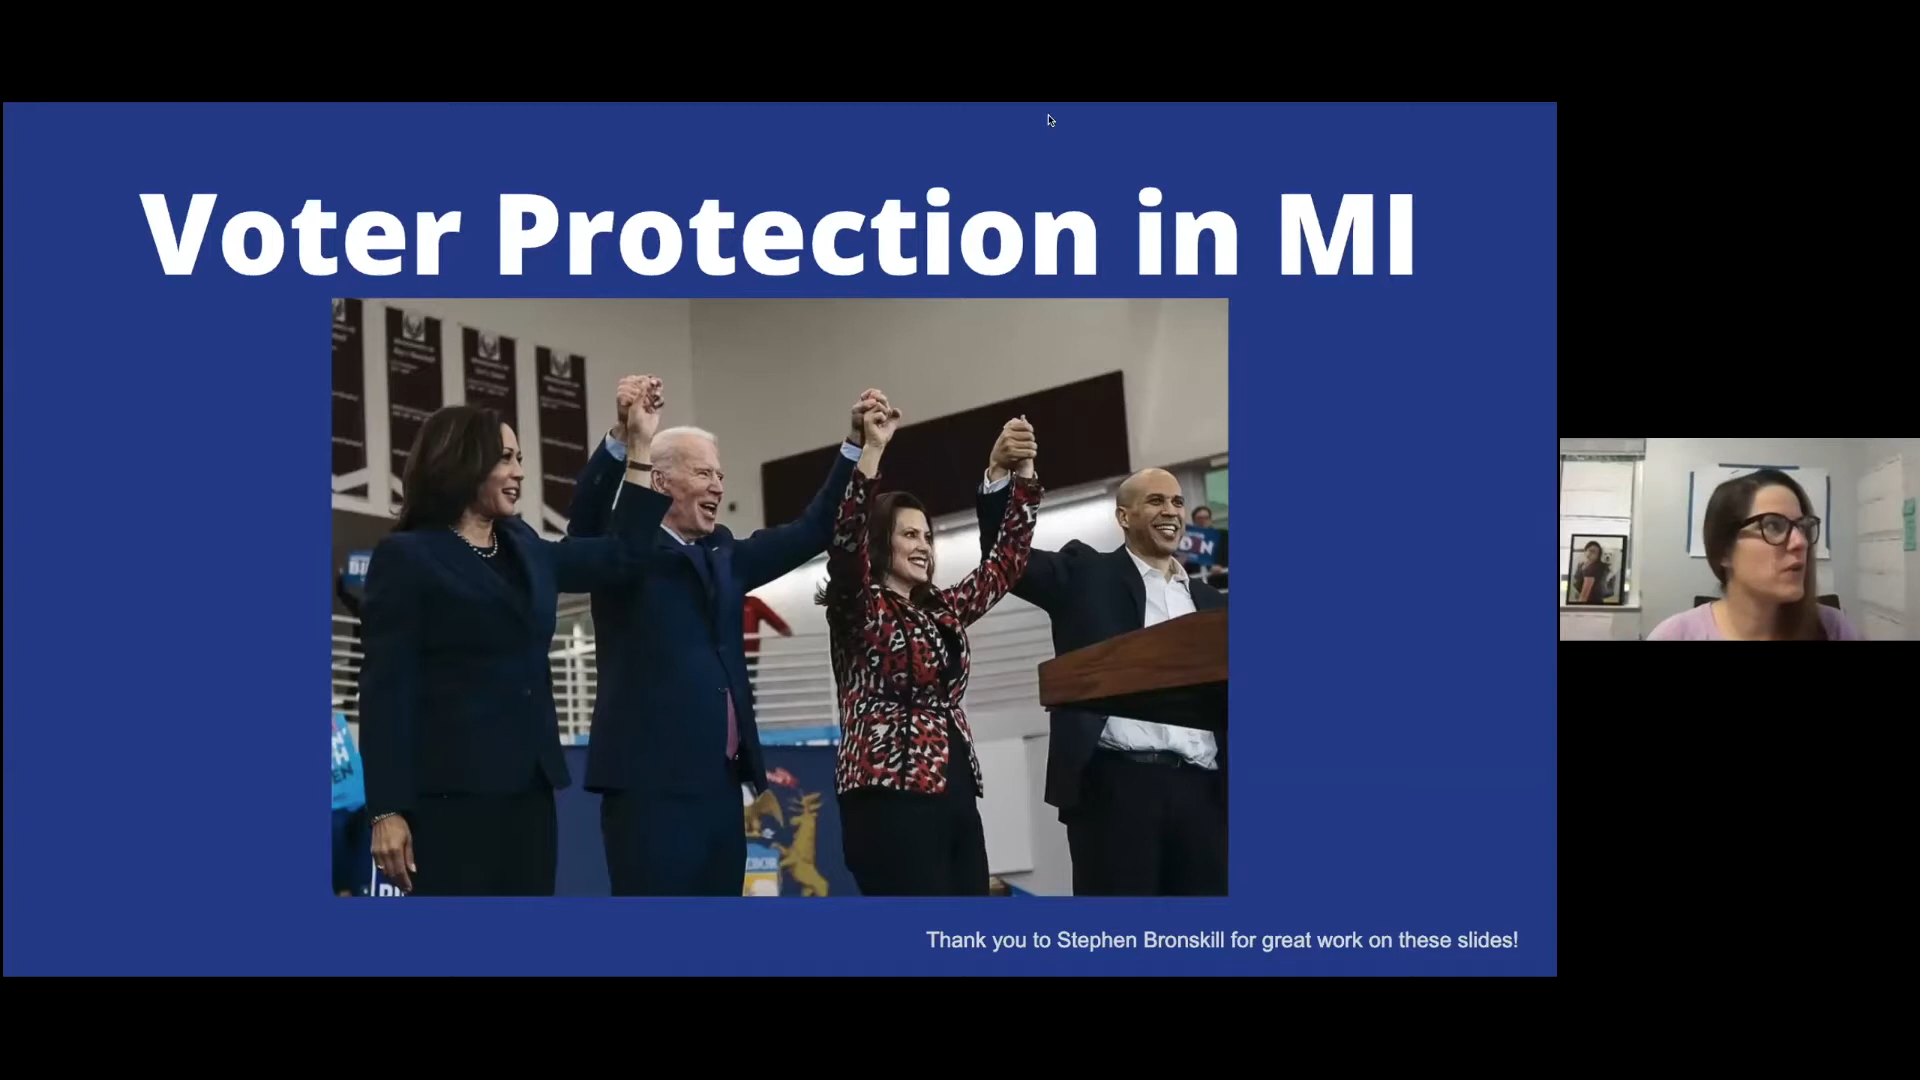 Voter Protection in MI
Thank you to Stephen Bronskill for great work on these slides!